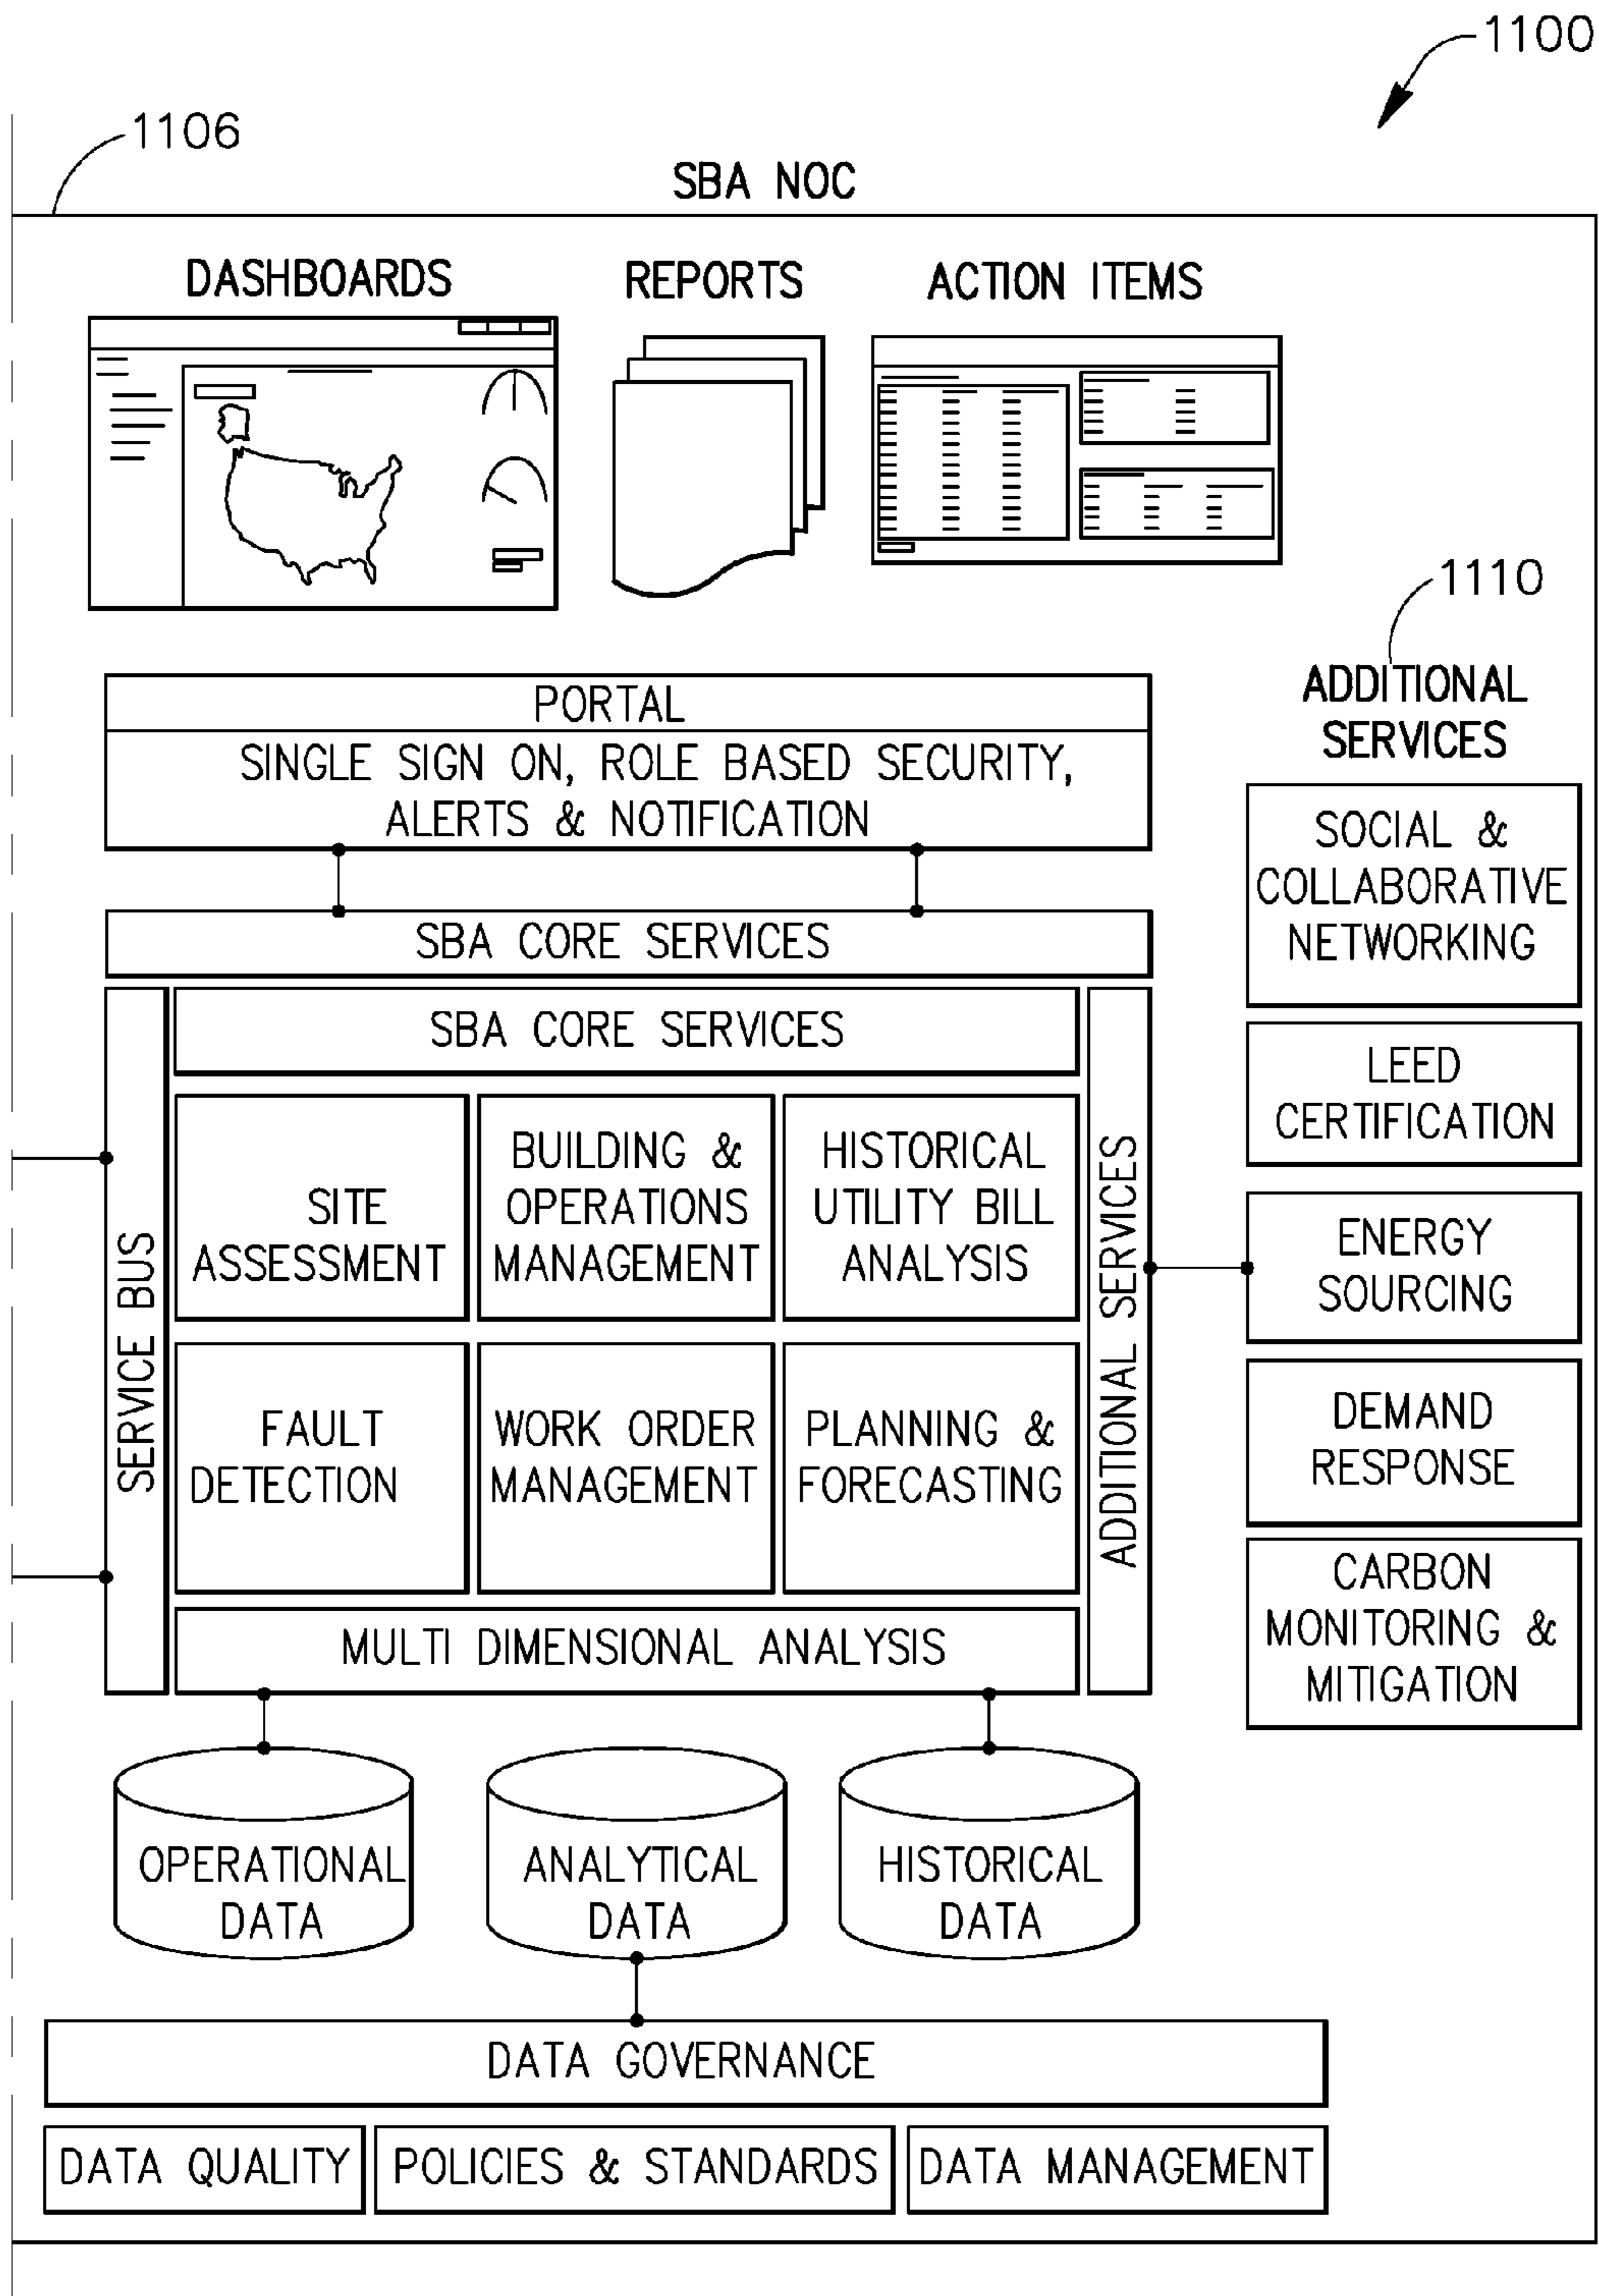 1100
1106
SBA NOC
DASHBOARDS
REPORTS
ACTION ITEMS
1110
ADDITIONAL
SERVICES
PORTAL
SINGLE SIGN ON, ROLE BASED SECURITY,
ALERTS & NOTIFICATION
SBA CORE SERVICES
SERVICE BUS
SBA CORE SERVICES
SITE
ASSESSMENT
BUILDING &
OPERATIONS
MANAGEMENT
HISTORICAL
UTILITY BILL
ANALYSIS
FAULT
DETECTION
WORK ORDER
MANAGEMENT
PLANNING &
FORECASTING
MULTI DIMENSIONAL ANALYSIS
ADDITIONAL SERVICES
SOCIAL &
COLLABORATIVE
NETWORKING
LEED
CERTIFICATION
ENERGY
SOURCING
DEMAND
RESPONSE
CARBON
MONITORING &
MITIGATION
OPERATIONAL
DATA
ANALYTICAL
DATA
HISTORICAL
DATA
DATA GOVERNANCE
DATA QUALITY
POLICIES & STANDARDS
DATA MANAGEMENT